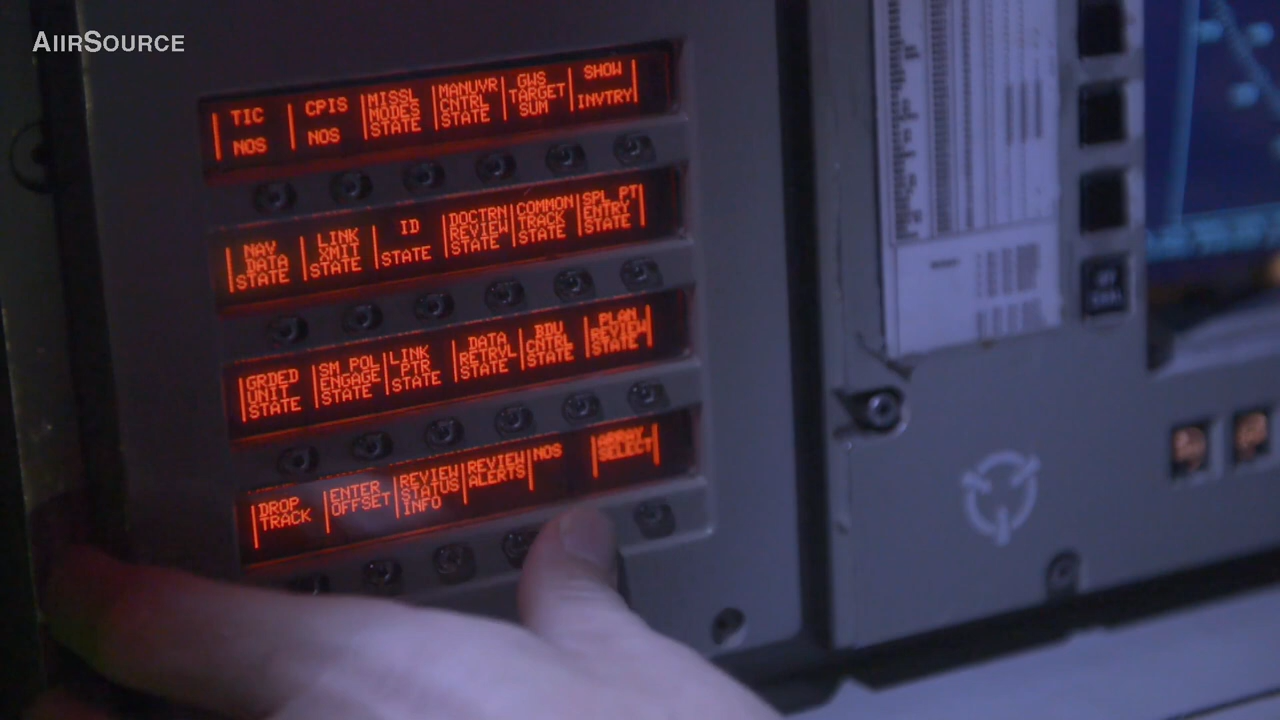 AIIRSOURCE
TIC
NOS
CPIS
NOS
MISSL
MODES
STATE
MANUVR
CNTRL
STATE
GWS
TARGET
SUM
SHOW
INVTRY
NAV
DATA
STATE
LINK
XMIT
STATE
ID
STATE
DOCTRN
REVIEW
STATE
COMMON
TRACK
STATE
SPL PT
ENTRY
STATE
GRDED
UNIT
STATE
SM POL
ENGAGE
STATE
LINK
PTR
STATE
DATA
RETRVL
STATE
BDU
CNTRL
STATE
PLAN
REVIEW
STATE
DROP
TRACK
ENTER
OFFSET
REVIEW
STATUS
INFO
REVIEW
ALERTS
NOS
ARRAY
SELECT